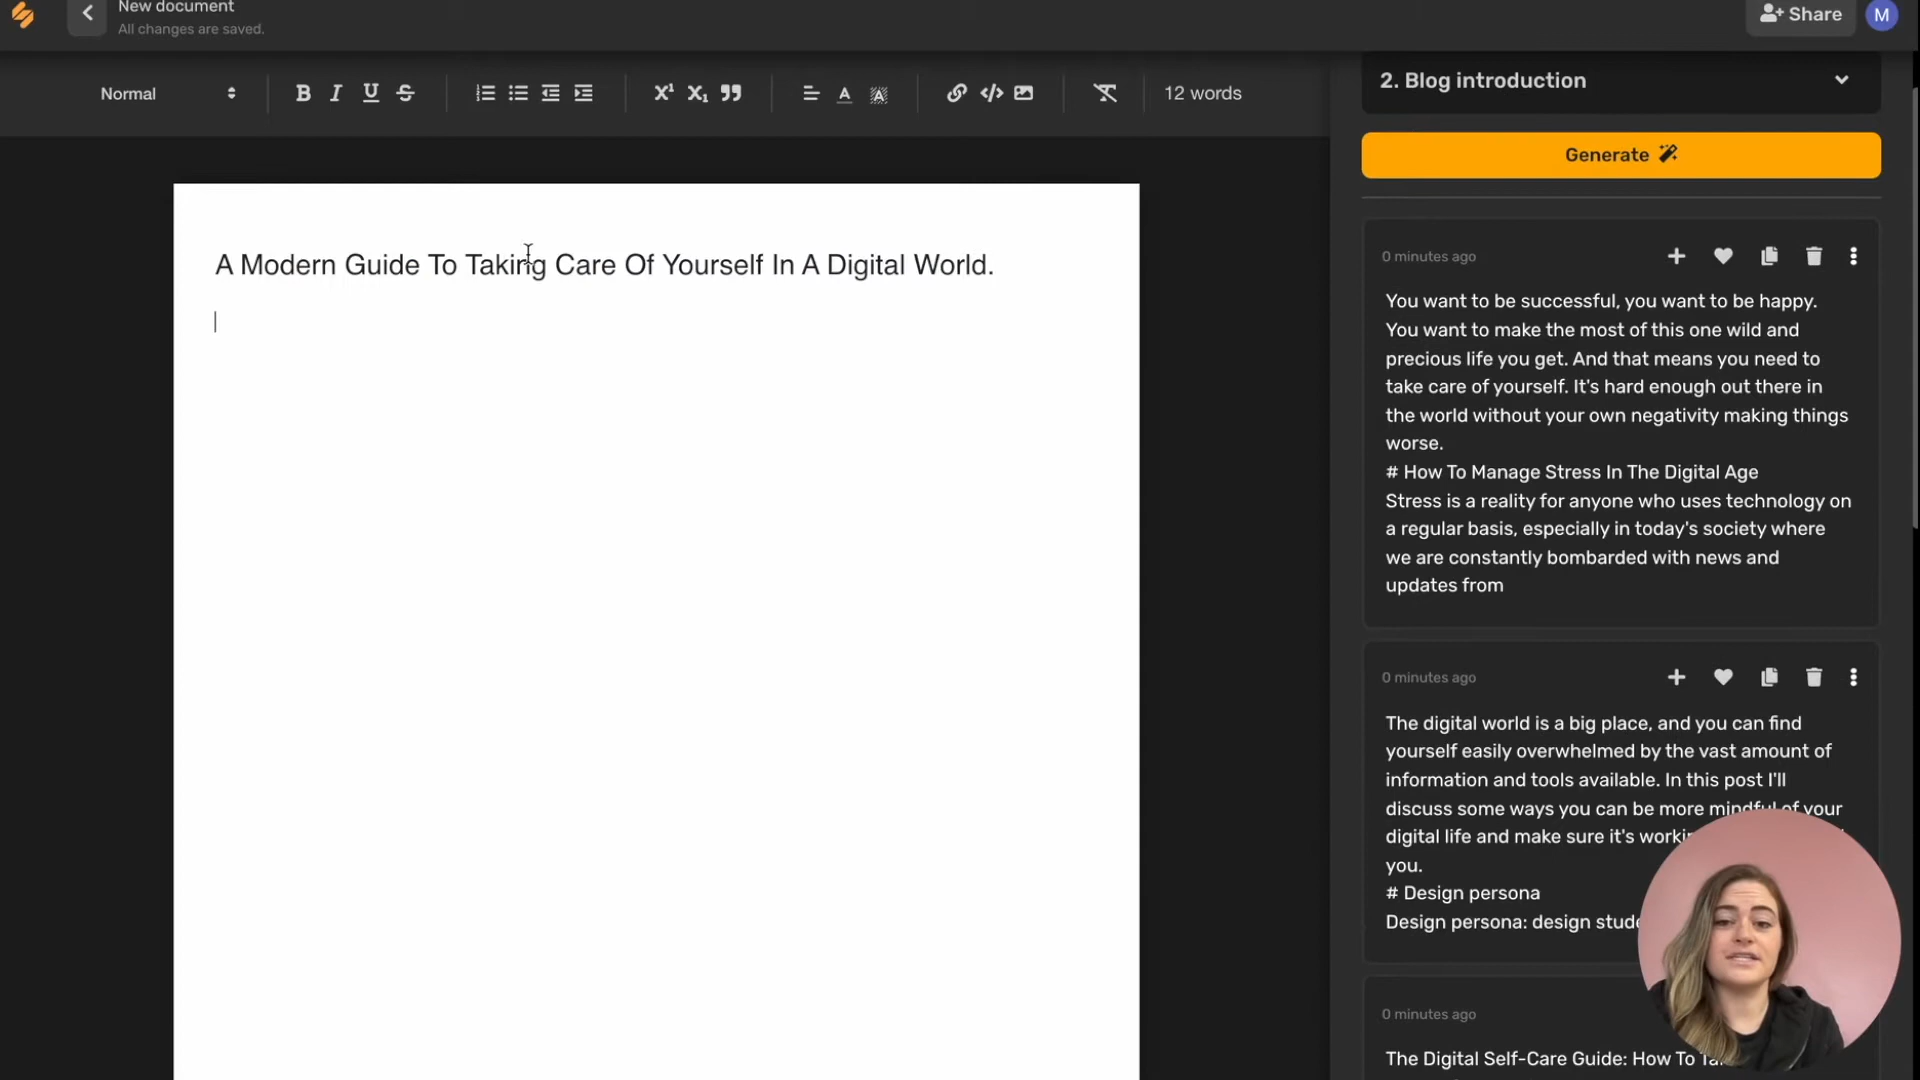 New document
All changes are saved.
Share
M
Normal
B I U S
X¹ X₁
A A
12 words
2. Blog introduction
Generate
A Modern Guide To Taking Care Of Yourself In A Digital World.
0 minutes ago
You want to be successful, you want to be happy.
You want to make the most of this one wild and
precious life you get. And that means you need to
take care of yourself. It's hard enough out there in
the world without your own negativity making things
worse.
# How To Manage Stress In The Digital Age
Stress is a reality for anyone who uses technology on
a regular basis, especially in today's society where
we are constantly bombarded with news and
updates from
0 minutes ago
The digital world is a big place, and you can find
yourself easily overwhelmed by the vast amount of
information and tools available. In this post I'll
discuss some ways you can be more mindful of your
digital life and make sure it's
you.
# Design persona
Design persona: design
0 minutes ago
The Digital Self-Care Guide: How To